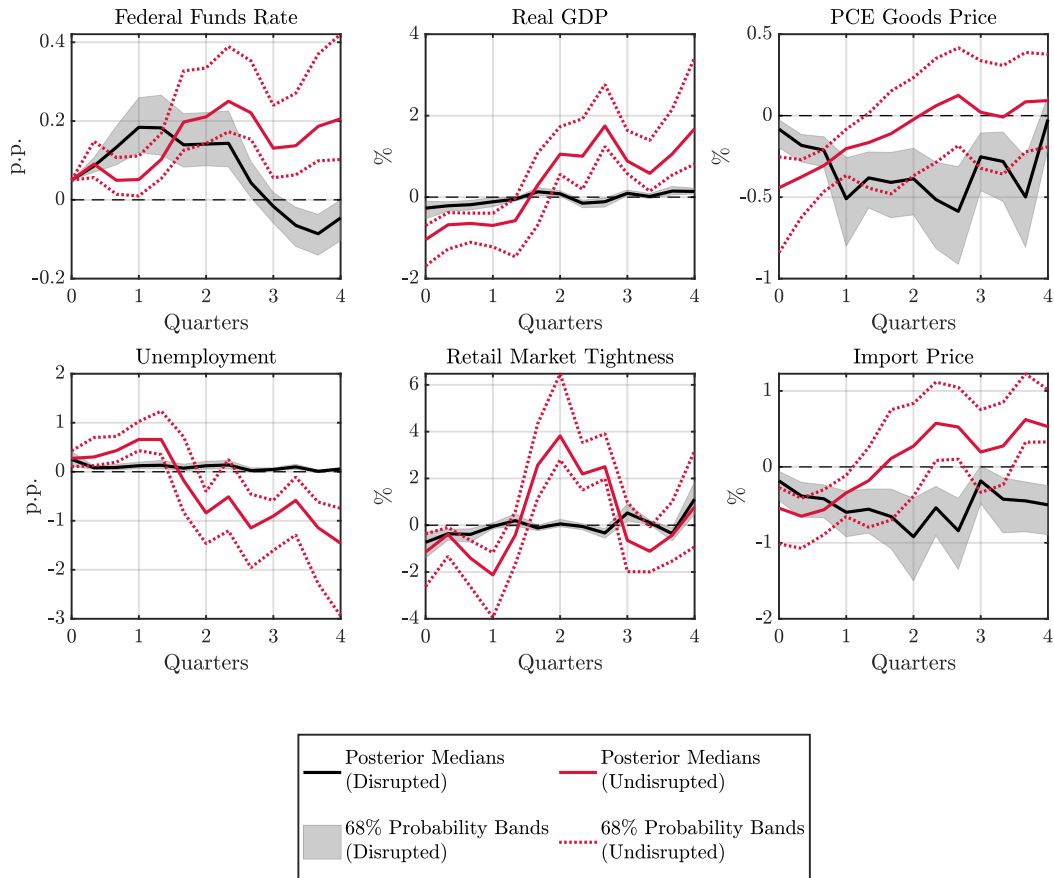 Federal Funds Rate
Real GDP
PCE Goods Price
0.4
0.2
0
-0.2
p.p.
0 1 2 3 4
Quarters
4
2
0
-2
%
0 1 2 3 4
Quarters
0.5
0
-0.5
-1
%
0 1 2 3 4
Quarters
Unemployment
Retail Market Tightness
Import Price
2
1
0
-1
-2
-3
p.p.
0 1 2 3 4
Quarters
6
4
2
0
-2
-4
%
0 1 2 3 4
Quarters
1
0
-1
-2
%
0 1 2 3 4
Quarters
Posterior Medians
(Disrupted)
Posterior Medians
(Undisrupted)
68% Probability Bands
(Disrupted)
68% Probability Bands
(Undisrupted)